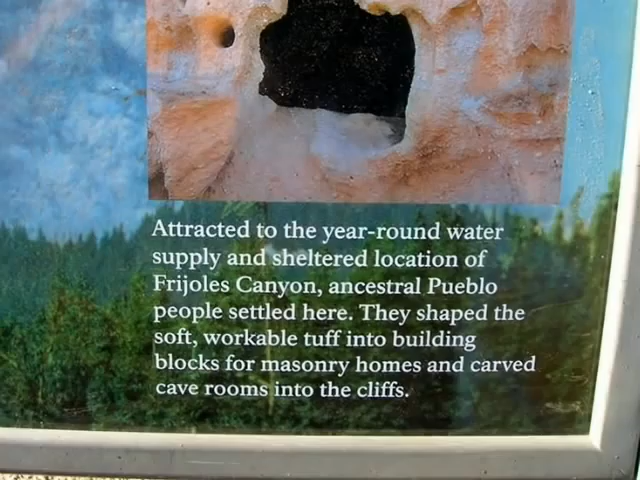 Attracted to the year-round water
supply and sheltered location of
Frijoles Canyon, ancestral Pueblo
people settled here. They shaped the
soft, workable tuff into building
blocks for masonry homes and carved
cave rooms into the cliffs.